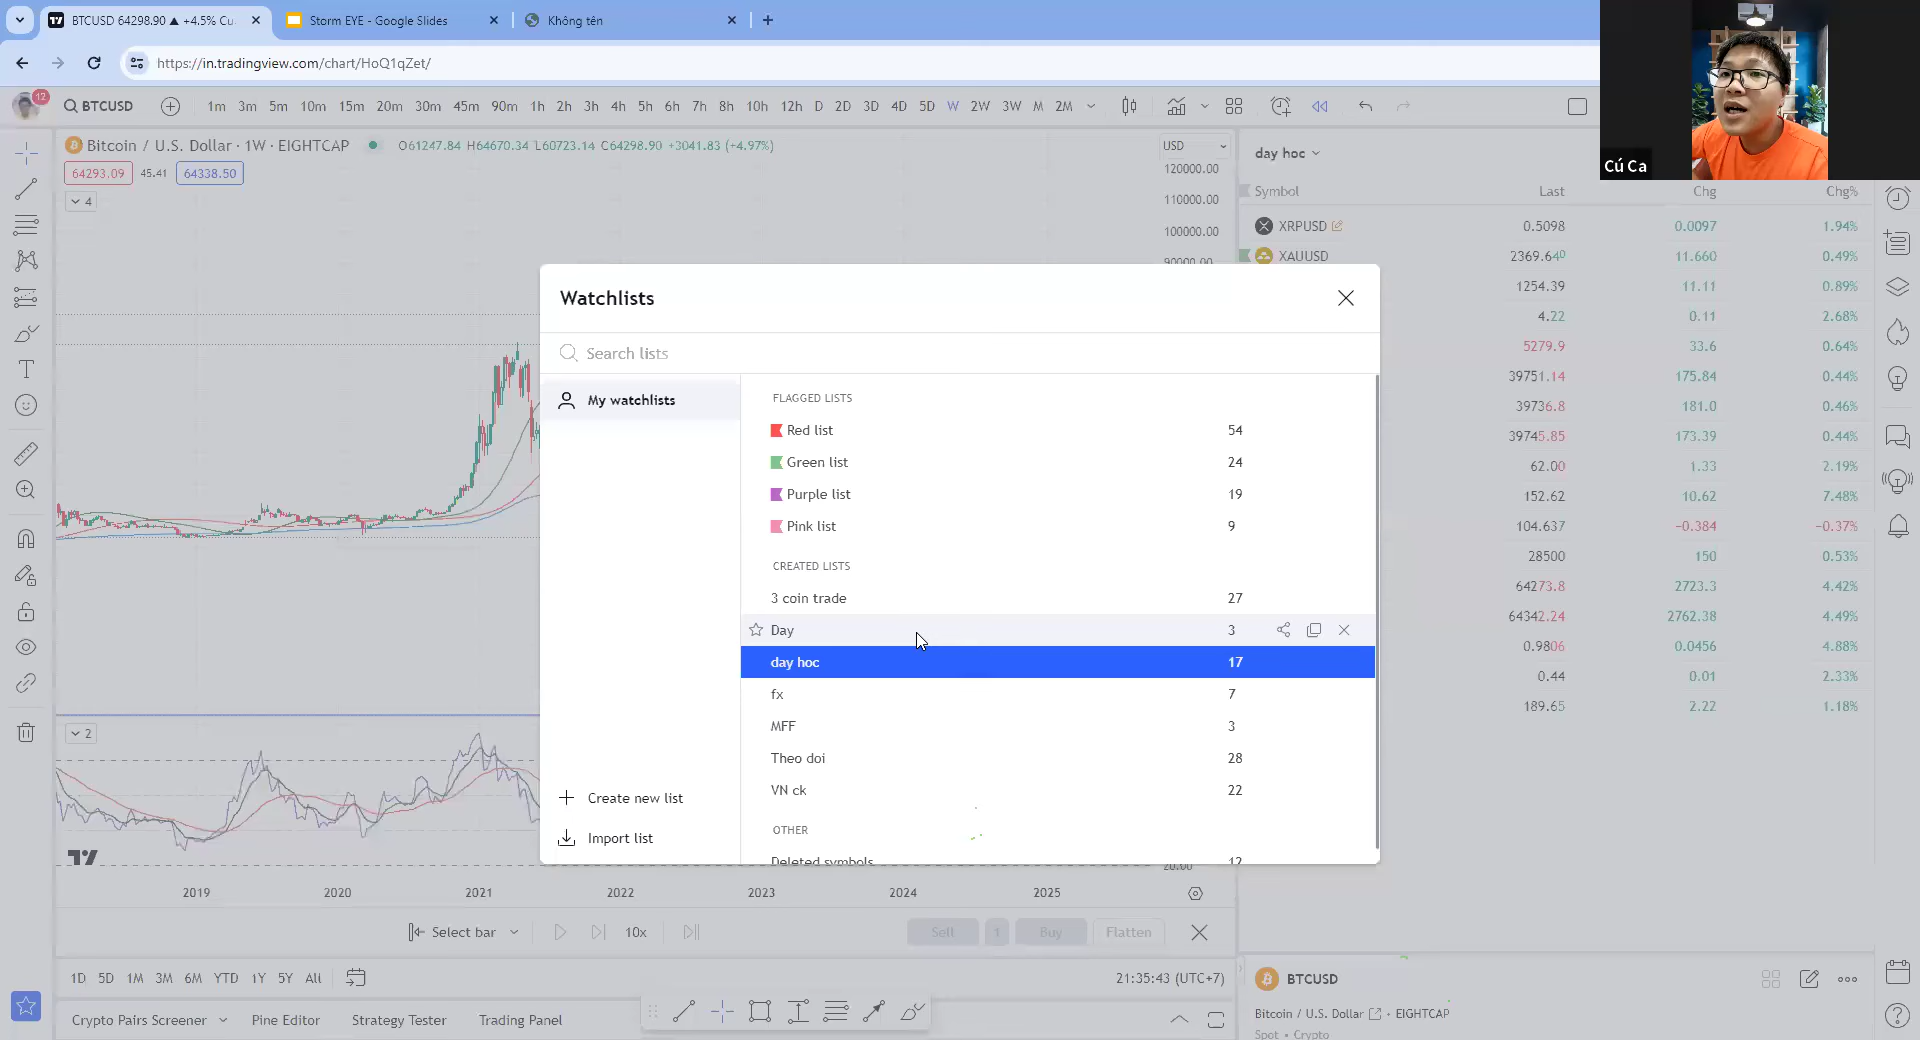 BTCUSD 64298.90 ▲ +4.5% Cu
Storm EYE - Google Slides
Không tên
https://in.tradingview.com/chart/HoQ1qZet/
12
BTCUSD
1m 3m 5m 10m 15m 20m 30m 45m 90m 1h 2h 3h 4h 5h 6h 7h 8h 10h 12h D 2D 3D 4D 5D W 2W 3W M 2M
Cú Ca
Bitcoin / U.S. Dollar · 1W · EIGHTCAP
O61247.84 H64670.34 L60723.14 C64298.90 +3041.83 (+4.97%)
USD
64293.09 45.41 64338.50
4
120000.00
110000.00
100000.00
90000.00
day hoc
Symbol Last Chg Chg%
XRPUSD 0.5098 0.0097 1.94%
XAUUSD 2369.640 11.660 0.49%
1254.39 11.11 0.89%
4.22 0.11 2.68%
5279.9 33.6 0.64%
39751.14 175.84 0.44%
39736.8 181.0 0.46%
39745.85 173.39 0.44%
62.00 1.33 2.19%
152.62 10.62 7.48%
104.637 −0.384 −0.37%
28500 150 0.53%
64273.8 2723.3 4.42%
64342.24 2762.38 4.49%
0.9806 0.0456 4.88%
0.44 0.01 2.33%
189.65 2.22 1.18%
Watchlists
Search lists
My watchlists
FLAGGED LISTS
Red list 54
Green list 24
Purple list 19
Pink list 9
CREATED LISTS
3 coin trade 27
Day 3
day hoc 17
fx 7
MFF 3
Theo doi 28
VN ck 22
OTHER
Deleted symbols 12
Create new list
Import list
2
20.00
2019 2020 2021 2022 2023 2024 2025
Select bar 10x Sell 1 Buy Flatten
1D 5D 1M 3M 6M YTD 1Y 5Y All
21:35:43 (UTC+7)
Crypto Pairs Screener Pine Editor Strategy Tester Trading Panel
BTCUSD
Bitcoin / U.S. Dollar · EIGHTCAP
Spot • Crypto